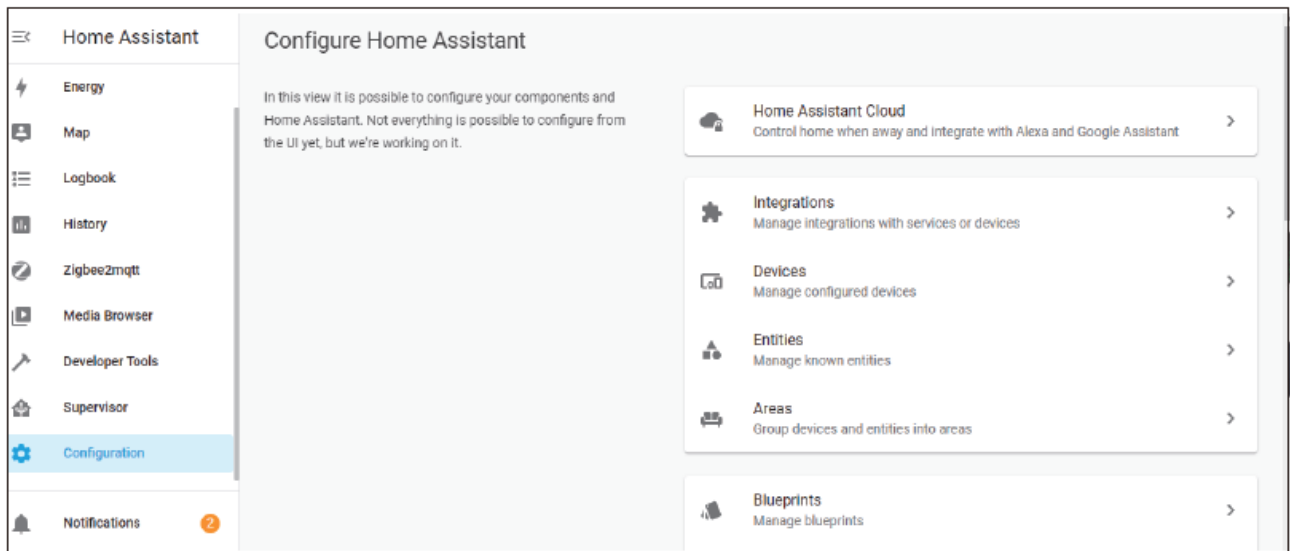 Home Assistant
Energy
Map
Logbook
History
Zigbee2mqtt
Media Browser
Developer Tools
Supervisor
Configuration
Notifications
2
Configure Home Assistant
In this view it is possible to configure your components and
Home Assistant. Not everything is possible to configure from
the UI yet, but we're working on it.
Home Assistant Cloud
Control home when away and integrate with Alexa and Google Assistant
Integrations
Manage integrations with services or devices
Devices
Manage configured devices
Entities
Manage known entities
Areas
Group devices and entities into areas
Blueprints
Manage blueprints